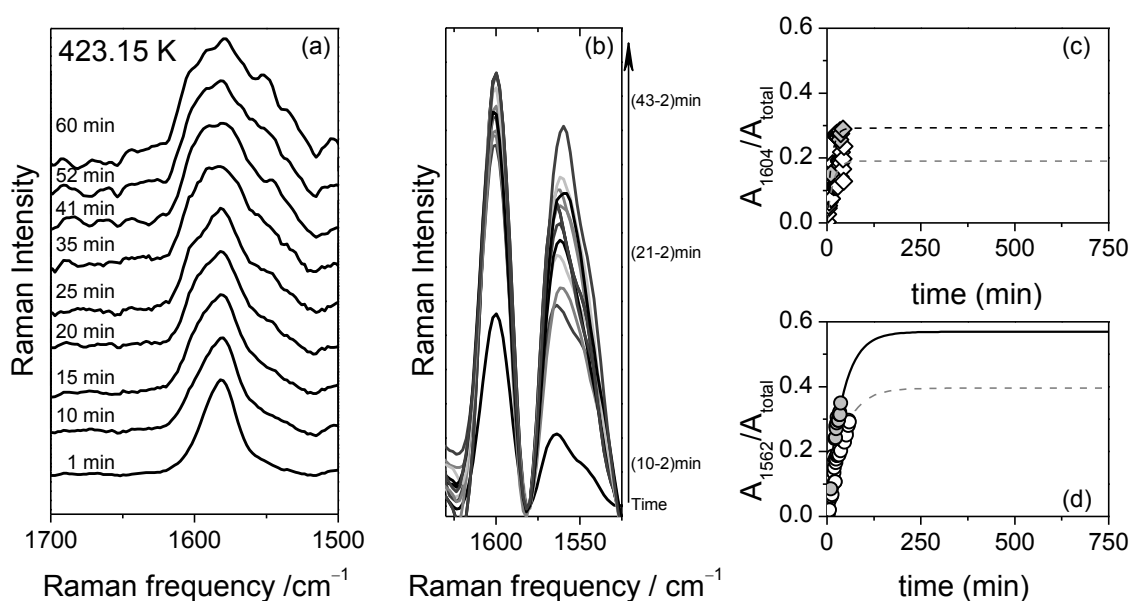 (a)
423.15 K
60 min
52 min
41 min
35 min
25 min
20 min
15 min
10 min
1 min
Raman Intensity
1700
1600
1500
Raman frequency /cm⁻¹
(b)
(43-2)min
(21-2)min
(10-2)min
Time
Raman Intensity
1600
1550
Raman frequency / cm⁻¹
(c)
0.6
0.4
0.2
0.0
A₁₆₀₄/A_total
0
250
500
750
time (min)
0.6
0.4
0.2
0.0
A₁₅₆₂/A_total
(d)
0
250
500
750
time (min)